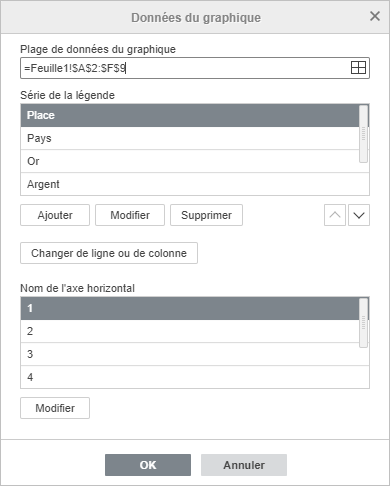 Données du graphique
Plage de données du graphique
=Feuille1!$A$2:$F$9
Série de la légende
Place
Pays
Or
Argent
Ajouter Modifier Supprimer
Changer de ligne ou de colonne
Nom de l'axe horizontal
1
2
3
4
Modifier
OK Annuler